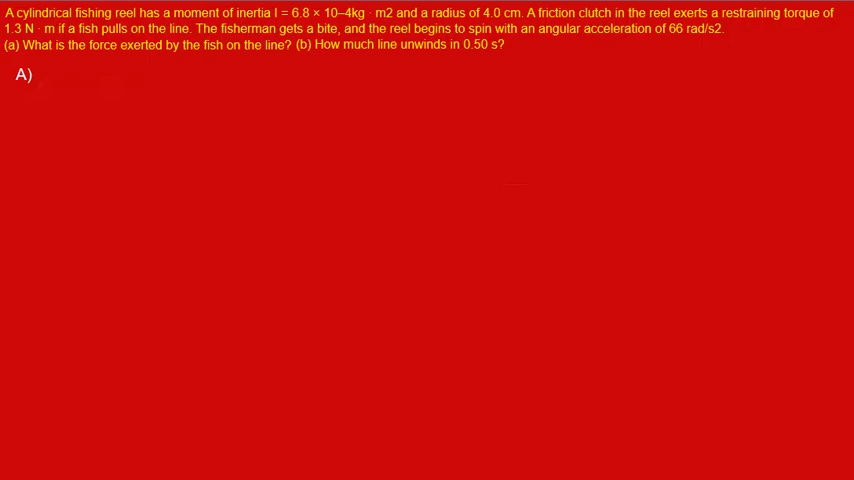 A cylindrical fishing reel has a moment of inertia I = 6.8 × 10–4kg · m2 and a radius of 4.0 cm. A friction clutch in the reel exerts a restraining torque of
1.3 N · m if a fish pulls on the line. The fisherman gets a bite, and the reel begins to spin with an angular acceleration of 66 rad/s2.
(a) What is the force exerted by the fish on the line? (b) How much line unwinds in 0.50 s?
A)